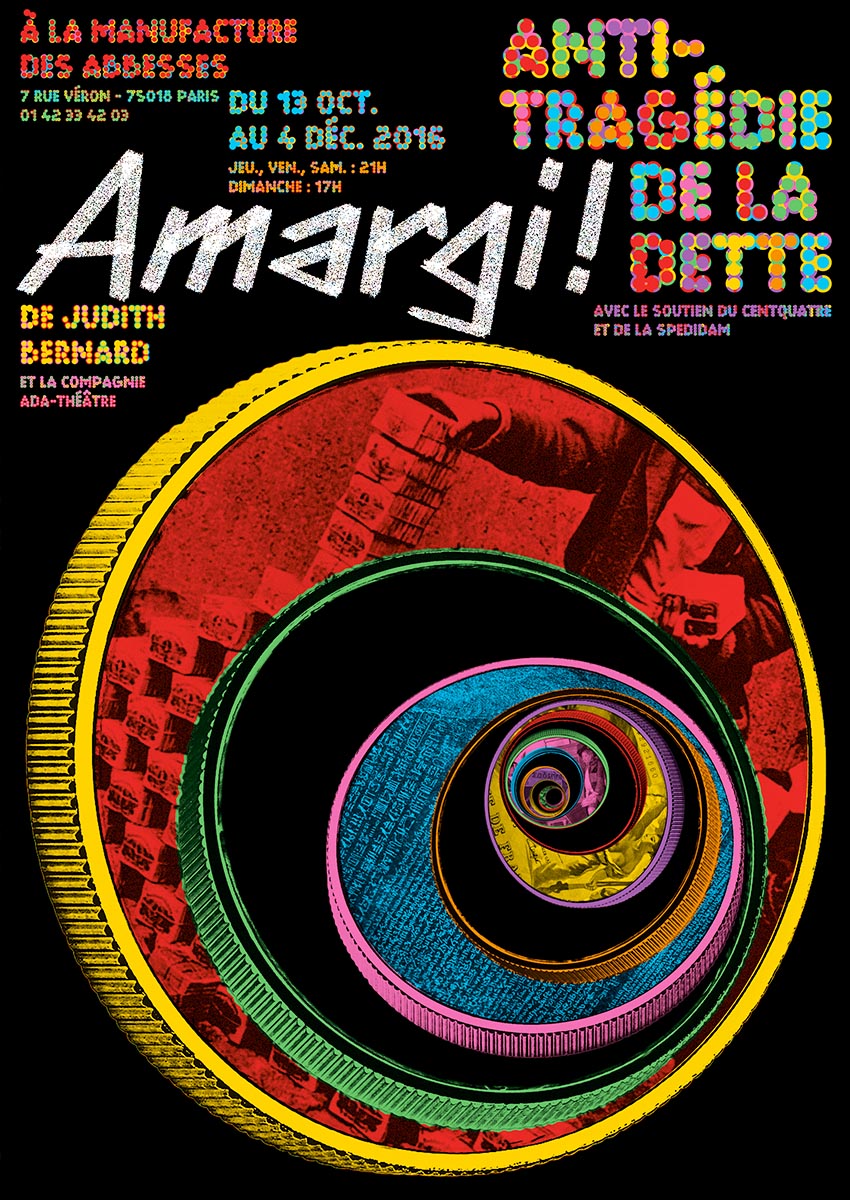 À LA MANUFACTURE
DES ABBESSES
7 RUE VÉRON - 75018 PARIS
01 42 33 42 03
DU 13 OCT.
AU 4 DÉC. 2016
JEU., VEN., SAM. : 21H
DIMANCHE : 17H
ANTI-
TRAGÉDIE
DE LA
DETTE
Amargi!
AVEC LE SOUTIEN DU CENTQUATRE
ET DE LA SPEDIDAM
DE JUDITH
BERNARD
ET LA COMPAGNIE
ADA-THÉÂTRE